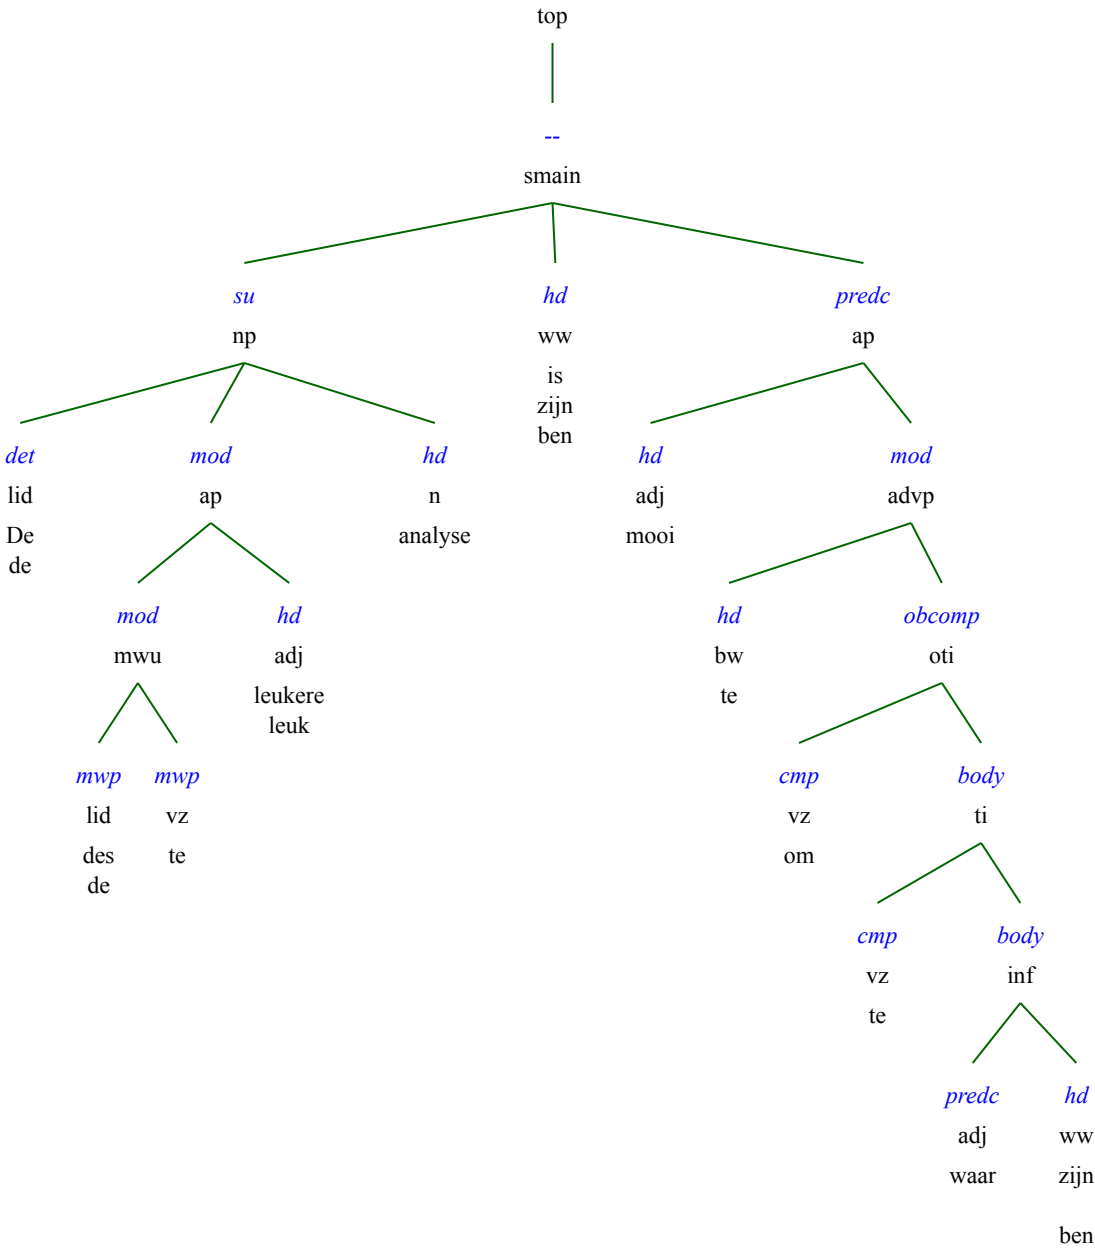 top
--
smain
su hd predc
np ww ap
is
zijn
ben
det mod hd hd mod
lid ap n adj advp
De analyse mooi
de
mod hd hd obcomp
mwu adj bw oti
leukere te
leuk
mwp mwp cmp body
lid vz vz ti
des te om
de
cmp body
vz inf
te
predc hd
adj ww
waar zijn
ben